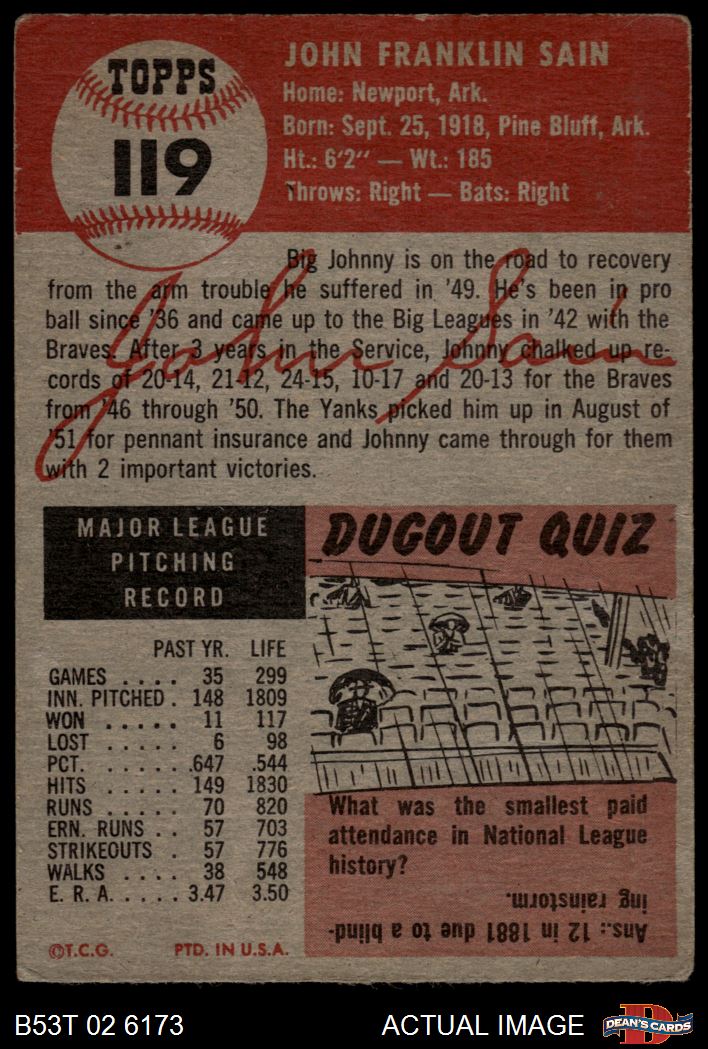 TOPPS
119
JOHN FRANKLIN SAIN
Home: Newport, Ark.
Born: Sept. 25, 1918, Pine Bluff, Ark.
Ht.: 6'2" — Wt.: 185
Throws: Right — Bats: Right
Big Johnny is on the road to recovery
from the arm trouble he suffered in '49. He's been in pro
ball since '36 and came up to the Big Leagues in '42 with the
Braves. After 3 years in the Service, Johnny chalked up re-
cords of 20-14, 21-12, 24-15, 10-17 and 20-13 for the Braves
from '46 through '50. The Yanks picked him up in August of
'51 for pennant insurance and Johnny came through for them
with 2 important victories.
John Sain
MAJOR LEAGUE
PITCHING
RECORD
PAST YR. LIFE
GAMES . . . . 35 299
INN. PITCHED . 148 1809
WON . . . . . 11 117
LOST . . . . . 6 98
PCT. . . . . . .647 .544
HITS . . . . . 149 1830
RUNS . . . . . 70 820
ERN. RUNS . . 57 703
STRIKEOUTS . 57 776
WALKS . . . . 38 548
E. R. A. . . . . 3.47 3.50
©T.C.G. PTD. IN U.S.A.
DUGOUT QUIZ
What was the smallest paid
attendance in National League
history?
Ans.: 12 in 1881 due to a blind-
ing rainstorm.
B53T 02 6173
ACTUAL IMAGE
D
DEAN'S CARDS